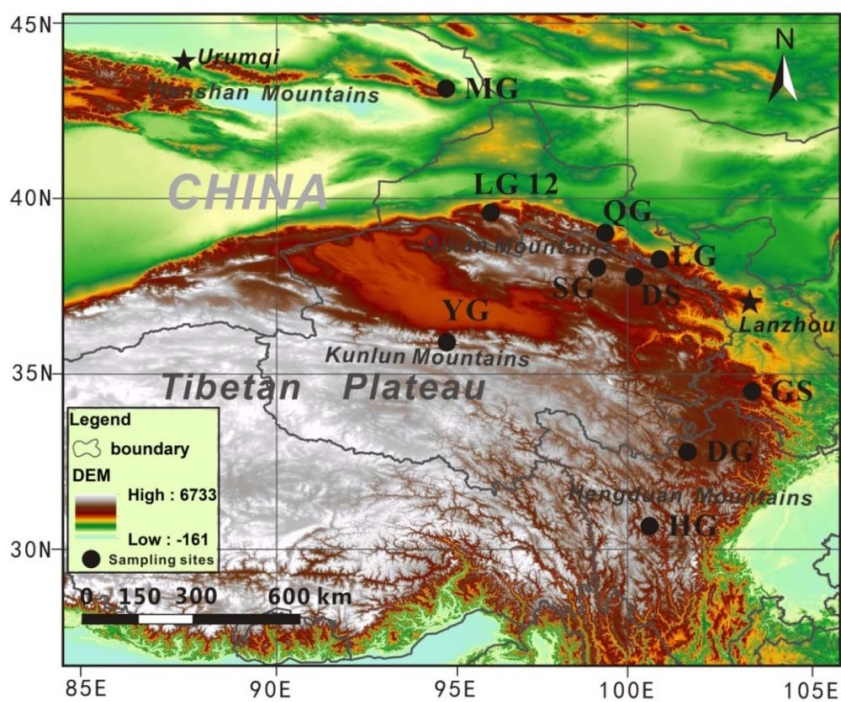 45N
N
Urumqi
Tianshan Mountains
MG
40N
CHINA
LG 12
QG
Qilian Mountains
LG
SG
DS
YG
Lanzhou
Kunlun Mountains
35N
Tibetan Plateau
GS
Legend
boundary
DG
DEM
High : 6733
Hengduan Mountains
Low : -161
HG
30N
Sampling sites
0 150 300 600 km
85E 90E 95E 100E 105E